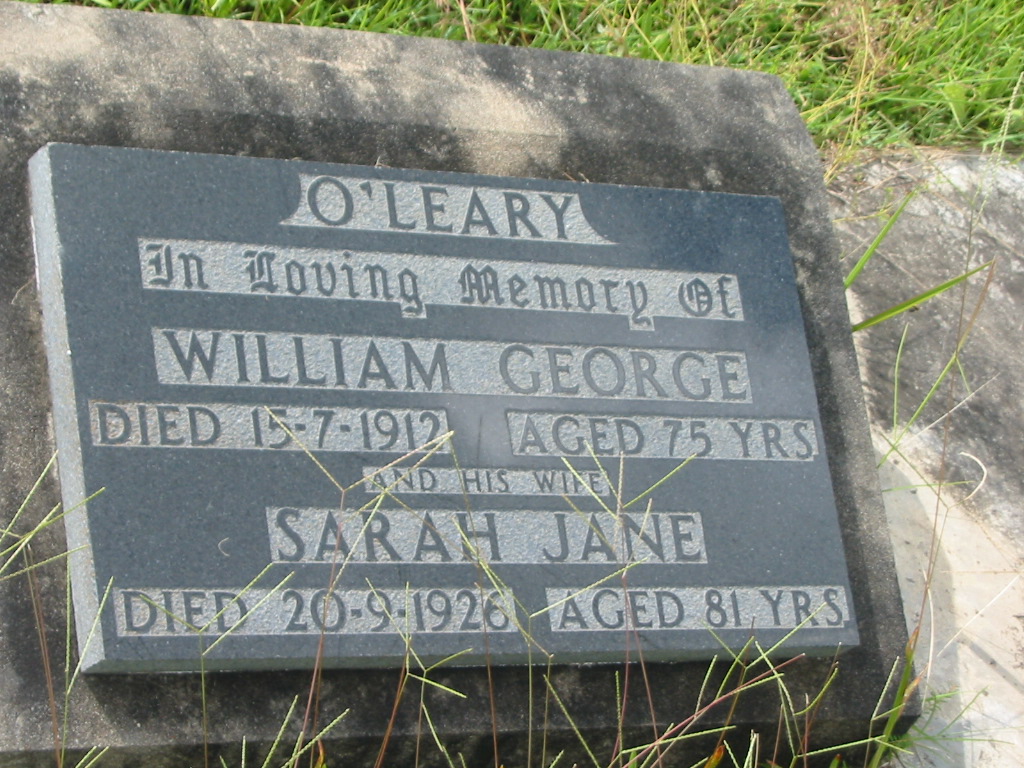 O'LEARY
In Loving Memory Of
WILLIAM GEORGE
DIED 15-7-1912 AGED 75 YRS
AND HIS WIFE
SARAH JANE
DIED 20-9-1926 AGED 81 YRS